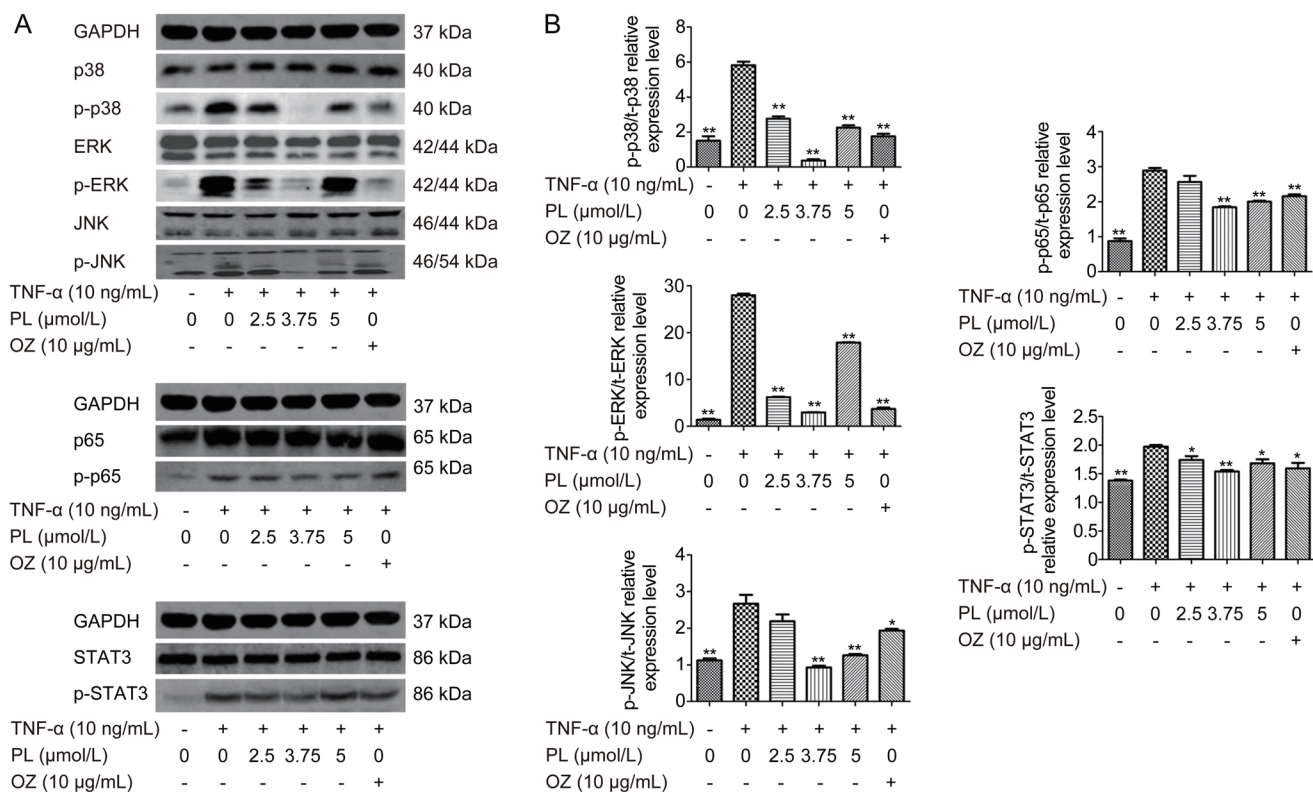 A
GAPDH 37 kDa
p38 40 kDa
p-p38 40 kDa
ERK 42/44 kDa
p-ERK 42/44 kDa
JNK 46/44 kDa
p-JNK 46/54 kDa
TNF-α (10 ng/mL) - + + + + +
PL (μmol/L) 0 0 2.5 3.75 5 0
OZ (10 μg/mL) - - - - - +
GAPDH 37 kDa
p65 65 kDa
p-p65 65 kDa
TNF-α (10 ng/mL) - + + + + +
PL (μmol/L) 0 0 2.5 3.75 5 0
OZ (10 μg/mL) - - - - - +
GAPDH 37 kDa
STAT3 86 kDa
p-STAT3 86 kDa
TNF-α (10 ng/mL) - + + + + +
PL (μmol/L) 0 0 2.5 3.75 5 0
OZ (10 μg/mL) - - - - - +
B
p-p38/t-p38 relative
expression level
8
6
4
2
0
** ** ** ** **
TNF-α (10 ng/mL) - + + + + +
PL (μmol/L) 0 0 2.5 3.75 5 0
OZ (10 μg/mL) - - - - - +
p-ERK/t-ERK relative
expression level
30
20
10
0
** ** ** ** **
TNF-α (10 ng/mL) - + + + + +
PL (μmol/L) 0 0 2.5 3.75 5 0
OZ (10 μg/mL) - - - - - +
p-JNK/t-JNK relative
expression level
4
3
2
1
0
** ** ** *
TNF-α (10 ng/mL) - + + + + +
PL (μmol/L) 0 0 2.5 3.75 5 0
OZ (10 μg/mL) - - - - - +
p-p65/t-p65 relative
expression level
4
3
2
1
0
** ** ** **
TNF-α (10 ng/mL) - + + + + +
PL (μmol/L) 0 0 2.5 3.75 5 0
OZ (10 μg/mL) - - - - - +
p-STAT3/t-STAT3
relative expression level
2.5
2.0
1.5
1.0
0.5
0
** * ** * *
TNF-α (10 ng/mL) - + + + + +
PL (μmol/L) 0 0 2.5 3.75 5 0
OZ (10 μg/mL) - - - - - +